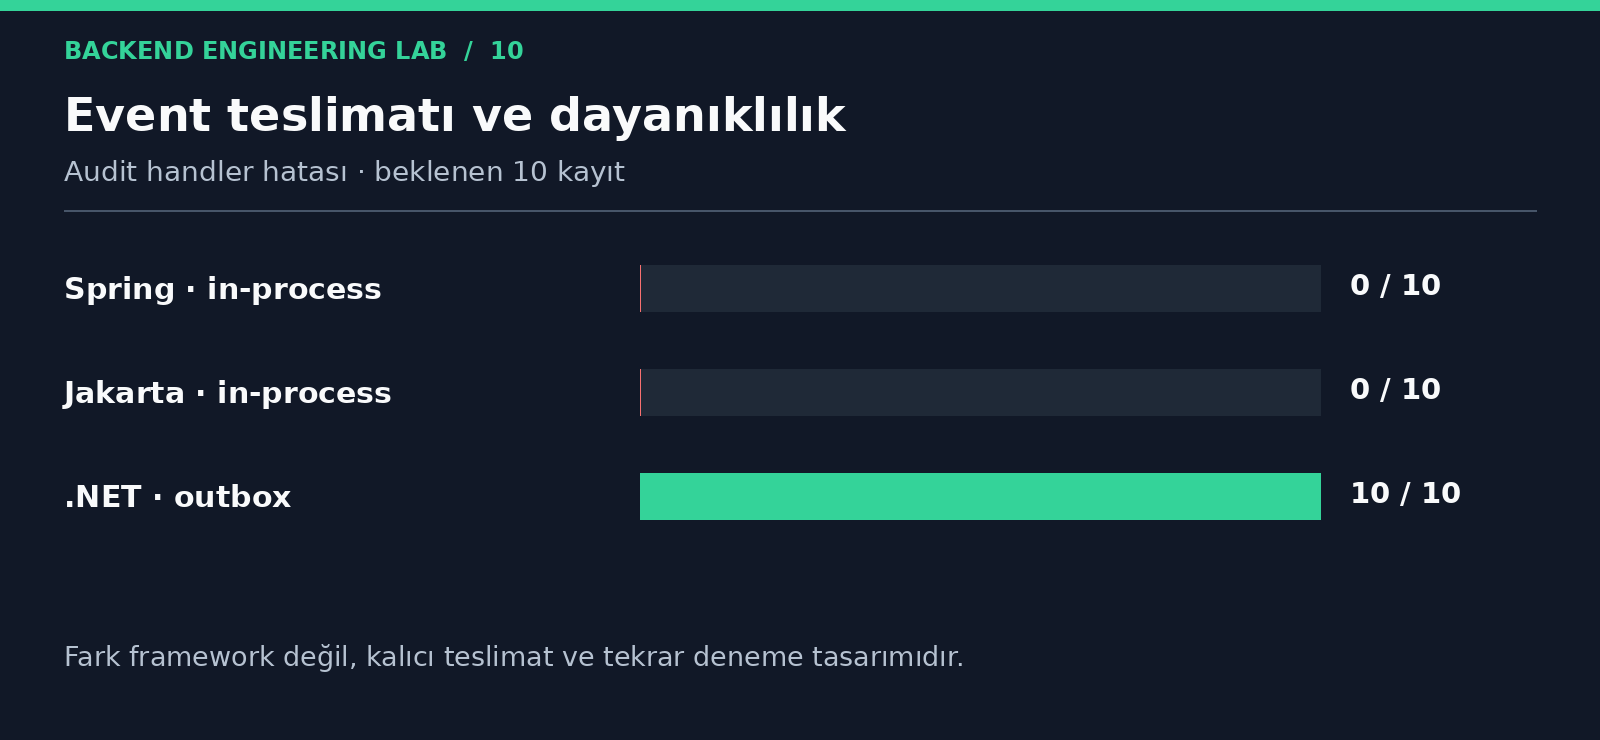 BACKEND ENGINEERING LAB / 10
Event teslimatı ve dayanıklılık
Audit handler hatası · beklenen 10 kayıt
Spring · in-process
0 / 10
Jakarta · in-process
0 / 10
.NET · outbox
10 / 10
Fark framework değil, kalıcı teslimat ve tekrar deneme tasarımıdır.